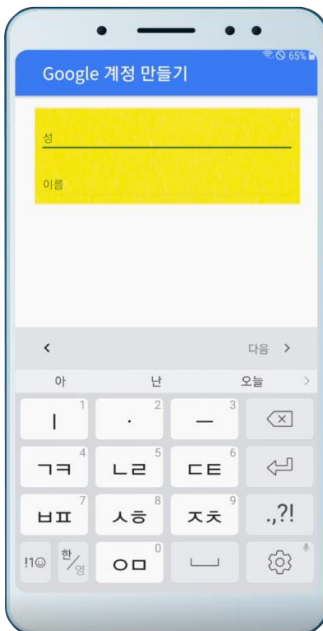 65%
Google 계정 만들기
성
이름
다음
아 난 오늘
ㅣ 1 · 2 ㅡ 3
ㄱㅋ 4 ㄴㄹ 5 ㄷㅌ 6
ㅂㅍ 7 ㅅㅎ 8 ㅈㅊ 9 .,?!
!1☺ 한/영 ㅇㅁ 0